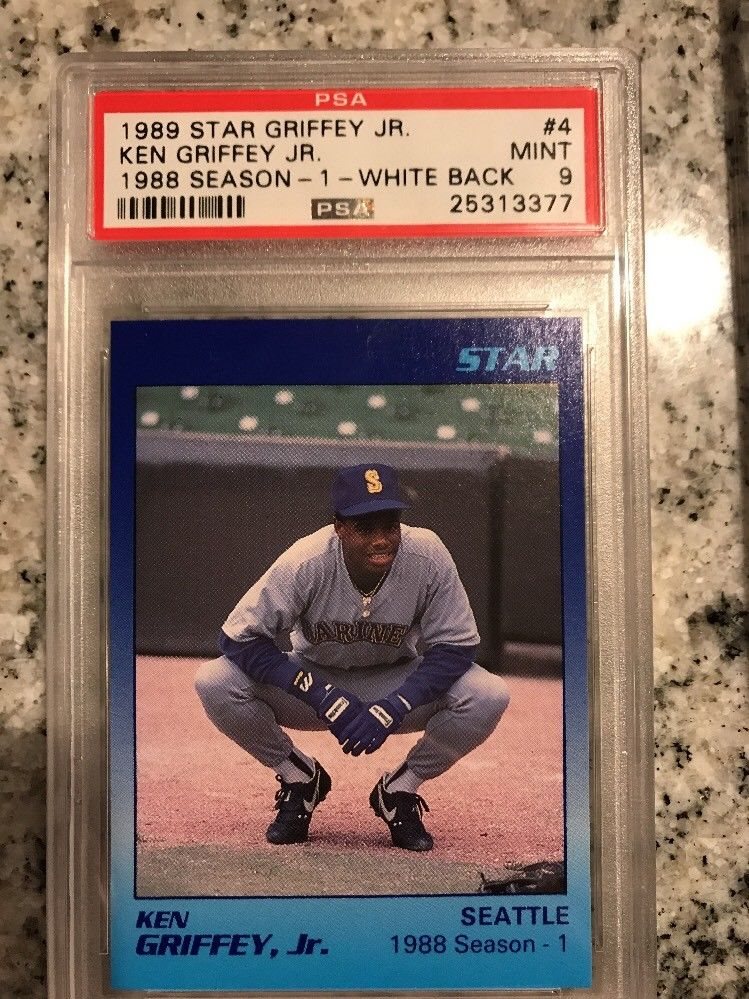 PSA
1989 STAR GRIFFEY JR. #4
KEN GRIFFEY JR. MINT
1988 SEASON - 1 - WHITE BACK 9
PSA 25313377
STAR
S
ARINE
KEN SEATTLE
GRIFFEY, Jr. 1988 Season - 1